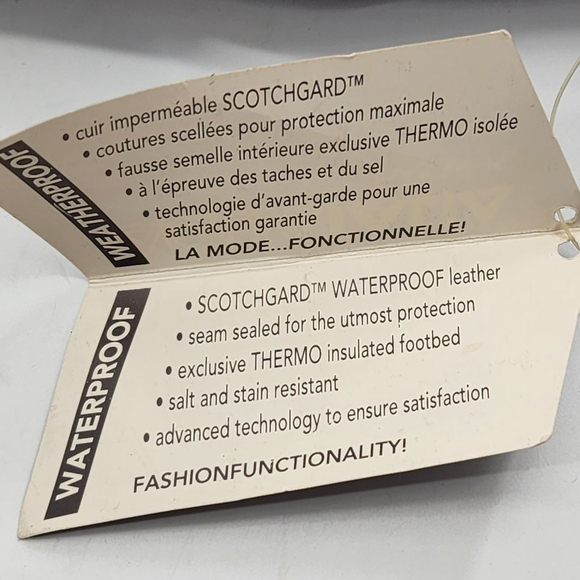 WEATHERPROOF
• cuir imperméable SCOTCHGARD™
• coutures scellées pour protection maximale
• fausse semelle intérieure exclusive THERMO isolée
• à l'épreuve des taches et du sel
• technologie d'avant-garde pour une
satisfaction garantie
LA MODE...FONCTIONNELLE!
WATERPROOF
• SCOTCHGARD™ WATERPROOF leather
• seam sealed for the utmost protection
• exclusive THERMO insulated footbed
• salt and stain resistant
• advanced technology to ensure satisfaction
FASHIONFUNCTIONALITY!